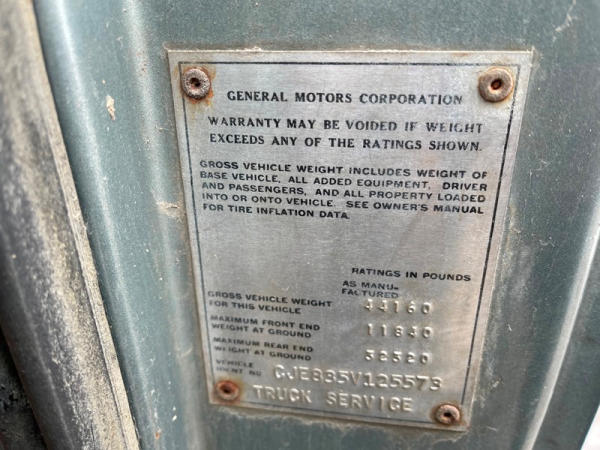 GENERAL MOTORS CORPORATION
WARRANTY MAY BE VOIDED IF WEIGHT
EXCEEDS ANY OF THE RATINGS SHOWN.
GROSS VEHICLE WEIGHT INCLUDES WEIGHT OF
BASE VEHICLE, ALL ADDED EQUIPMENT, DRIVER
AND PASSENGERS, AND ALL PROPERTY LOADED
INTO OR ONTO VEHICLE. SEE OWNER'S MANUAL
FOR TIRE INFLATION DATA
RATINGS IN POUNDS
AS MANU-
FACTURED
GROSS VEHICLE WEIGHT
FOR THIS VEHICLE 44160
MAXIMUM FRONT END
WEIGHT AT GROUND 11840
MAXIMUM REAR END
WEIGHT AT GROUND 32320
VEHICLE
IDENT NO CJE885V125573
TRUCK SERVICE